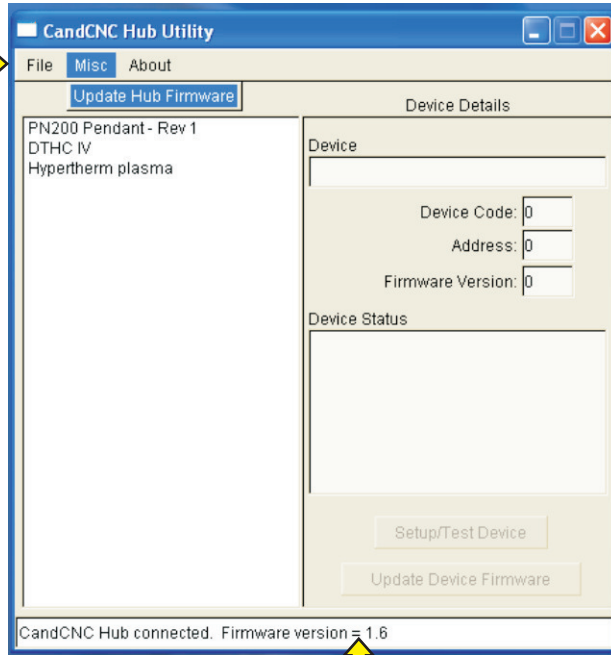 CandCNC Hub Utility
File Misc About
Update Hub Firmware
Device Details
PN200 Pendant - Rev 1
DTHC IV
Hypertherm plasma
Device
Device Code: 0
Address: 0
Firmware Version: 0
Device Status
Setup/Test Device
Update Device Firmware
CandCNC Hub connected. Firmware version = 1.6